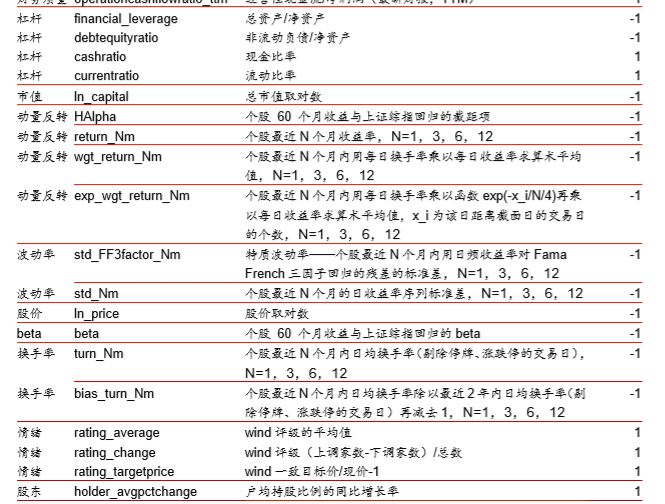 财务质量 operationcashflowratio_ttm 经营性现金流/净利润（最新财报，TTM） 1
杠杆 financial_leverage 总资产/净资产 -1
杠杆 debtequityratio 非流动负债/净资产 -1
杠杆 cashratio 现金比率 1
杠杆 currentratio 流动比率 1
市值 ln_capital 总市值取对数 -1
动量反转 HAlpha 个股 60 个月收益与上证综指回归的截距项 -1
动量反转 return_Nm 个股最近 N 个月收益率，N=1，3，6，12 -1
动量反转 wgt_return_Nm 个股最近 N 个月内用每日换手率乘以每日收益率求算术平均 -1
值，N=1，3，6，12
动量反转 exp_wgt_return_Nm 个股最近 N 个月内用每日换手率乘以函数 exp(-x_i/N/4)再乘 -1
以每日收益率求算术平均值，x_i 为该日距离截面日的交易日
的个数，N=1，3，6，12
波动率 std_FF3factor_Nm 特质波动率——个股最近 N 个月内用日频收益率对 Fama -1
French 三因子回归的残差的标准差，N=1，3，6，12
波动率 std_Nm 个股最近 N 个月的日收益率序列标准差，N=1，3，6，12 -1
股价 ln_price 股价取对数 -1
beta beta 个股 60 个月收益与上证综指回归的 beta -1
换手率 turn_Nm 个股最近 N 个月内日均换手率（剔除停牌、涨跌停的交易日）， -1
N=1，3，6，12
换手率 bias_turn_Nm 个股最近 N 个月内日均换手率除以最近 2 年内日均换手率（剔 -1
除停牌、涨跌停的交易日）再减去 1，N=1，3，6，12
情绪 rating_average wind 评级的平均值 1
情绪 rating_change wind 评级（上调家数-下调家数）/总数 1
情绪 rating_targetprice wind 一致目标价/现价-1 1
股东 holder_avgpctchange 户均持股比例的同比增长率 1